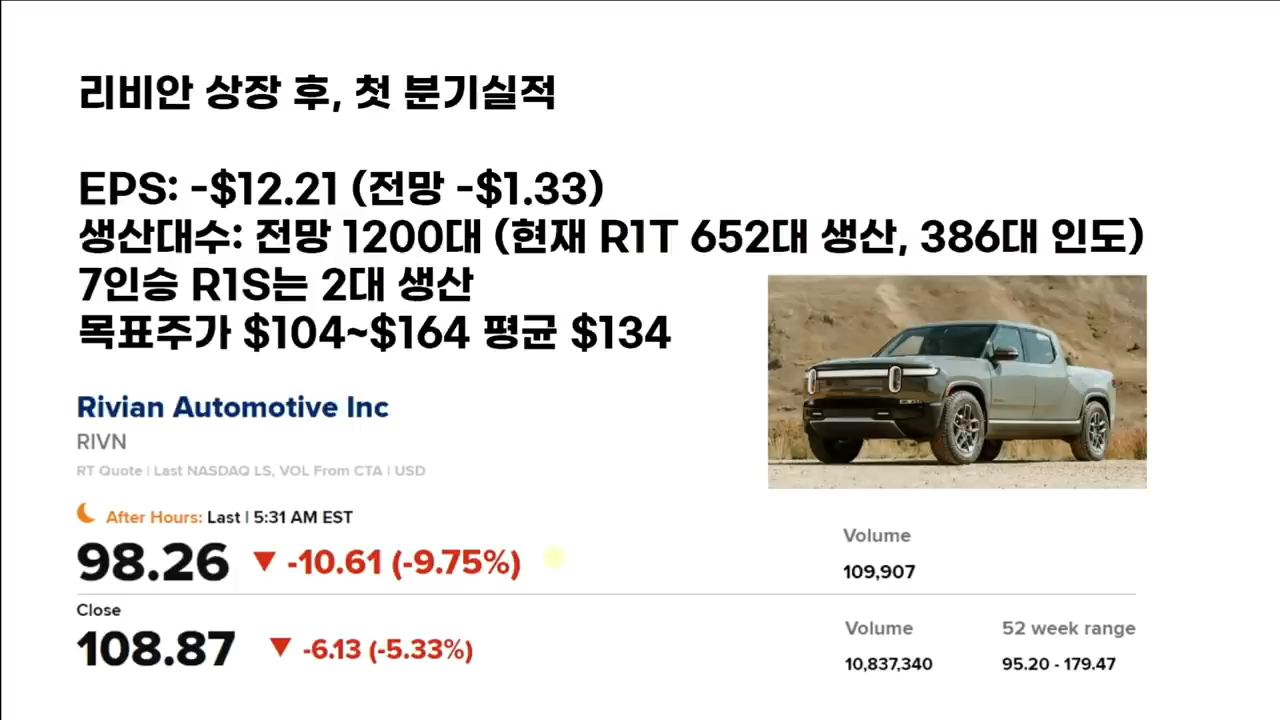 리비안 상장 후, 첫 분기실적
EPS: -$12.21 (전망 -$1.33)
생산대수: 전망 1200대 (현재 R1T 652대 생산, 386대 인도)
7인승 R1S는 2대 생산
목표주가 $104~$164 평균 $134
Rivian Automotive Inc
RIVN
RT Quote | Last NASDAQ LS, VOL From CTA | USD
After Hours: Last | 5:31 AM EST
98.26 ▼ -10.61 (-9.75%)
Volume
109,907
Close
108.87 ▼ -6.13 (-5.33%)
Volume
10,837,340
52 week range
95.20 - 179.47